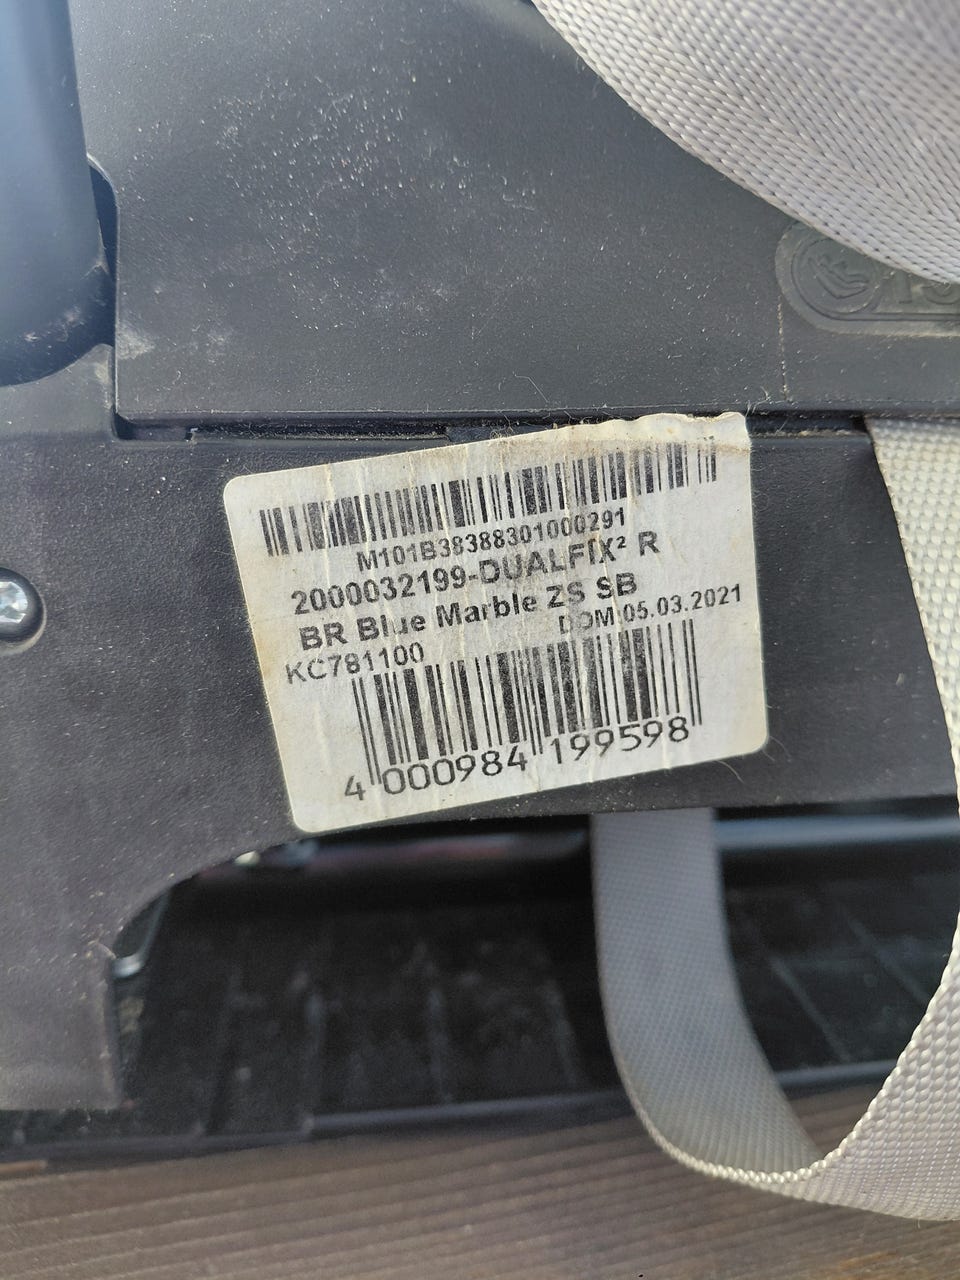 M101B38388301000291
2000032199-DUALFIX² R
BR Blue Marble ZS SB
DOM:05.03.2021
KC781100
4 000984 199598